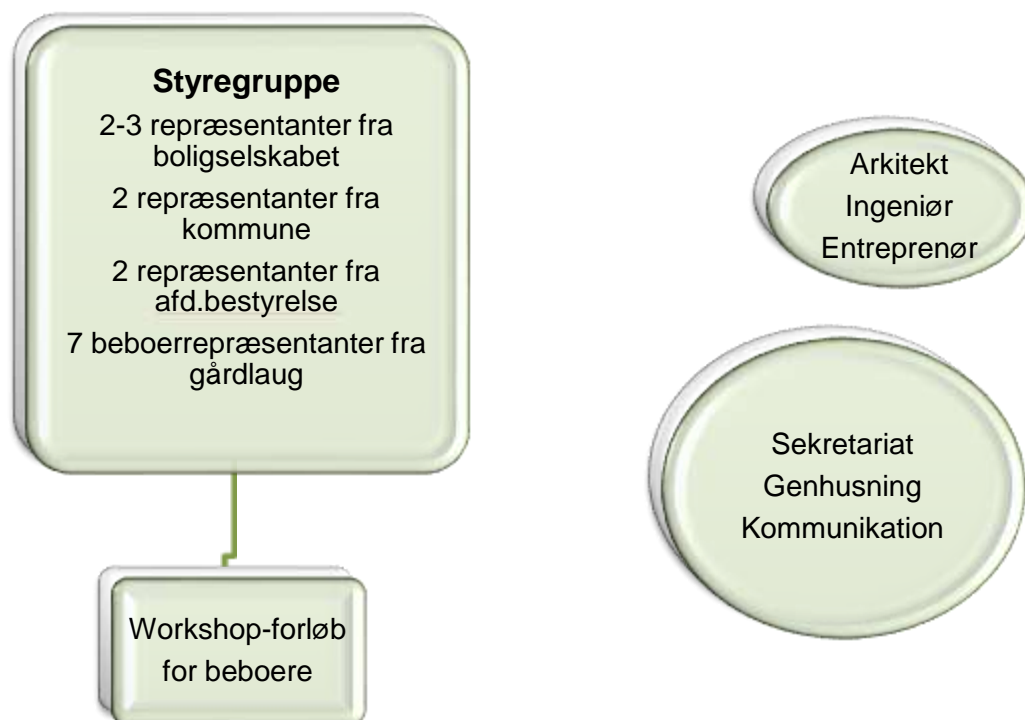 Styregruppe
2-3 repræsentanter fra
boligselskabet
2 repræsentanter fra
kommune
2 repræsentanter fra
afd.bestyrelse
7 beboerrepræsentanter fra
gårdlaug
Workshop-forløb
for beboere
Arkitekt
Ingeniør
Entreprenør
Sekretariat
Genhusning
Kommunikation